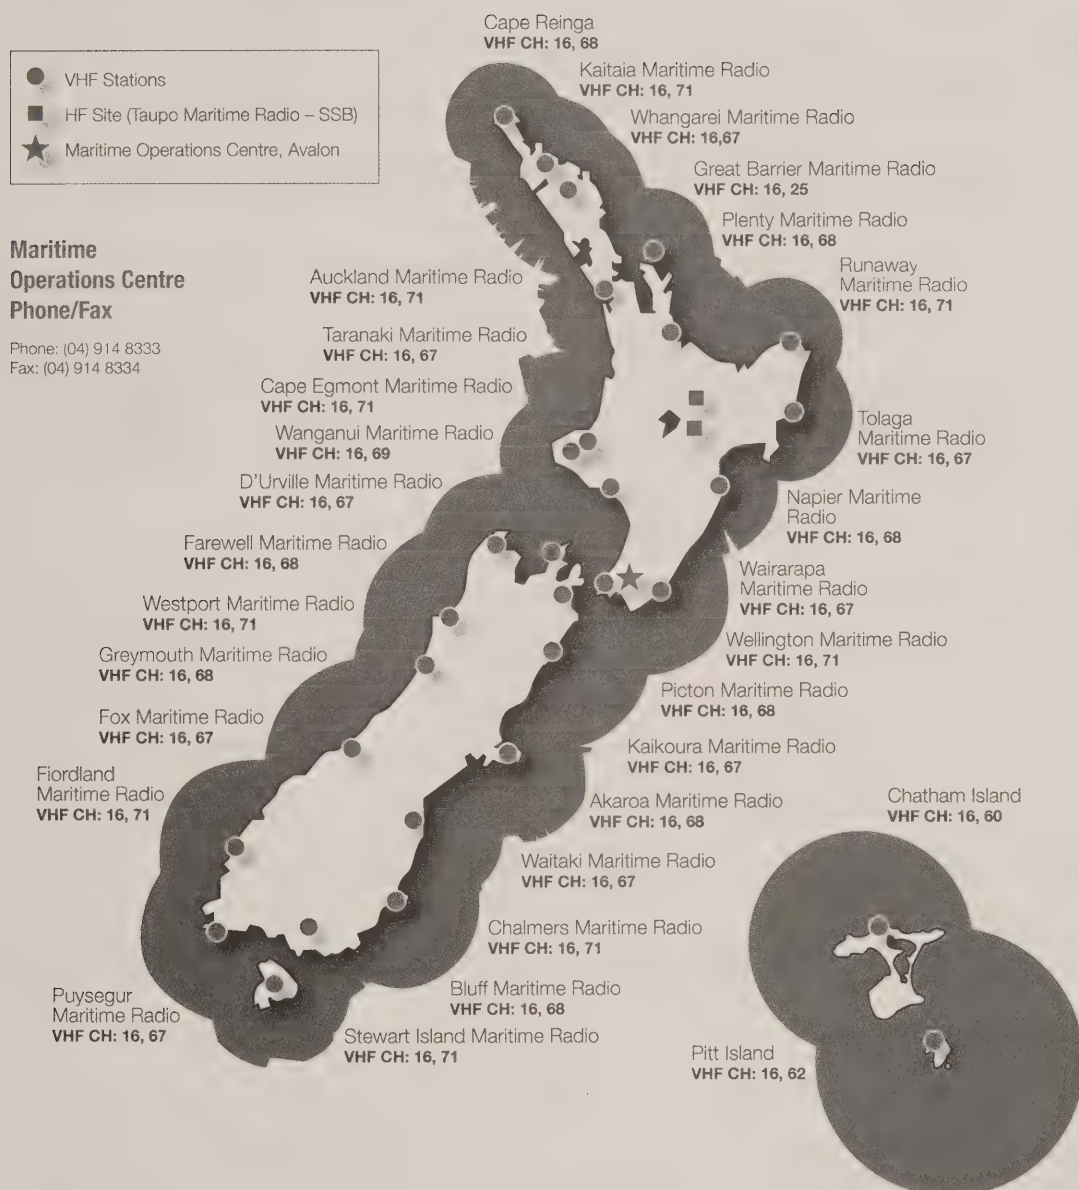 VHF Stations
HF Site (Taupo Maritime Radio – SSB)
Maritime Operations Centre, Avalon
Maritime
Operations Centre
Phone/Fax
Phone: (04) 914 8333
Fax: (04) 914 8334
Cape Reinga
VHF CH: 16, 68
Kaitaia Maritime Radio
VHF CH: 16, 71
Whangarei Maritime Radio
VHF CH: 16,67
Great Barrier Maritime Radio
VHF CH: 16, 25
Plenty Maritime Radio
VHF CH: 16, 68
Runaway
Maritime Radio
VHF CH: 16, 71
Auckland Maritime Radio
VHF CH: 16, 71
Taranaki Maritime Radio
VHF CH: 16, 67
Cape Egmont Maritime Radio
VHF CH: 16, 71
Wanganui Maritime Radio
VHF CH: 16, 69
D'Urville Maritime Radio
VHF CH: 16, 67
Farewell Maritime Radio
VHF CH: 16, 68
Westport Maritime Radio
VHF CH: 16, 71
Greymouth Maritime Radio
VHF CH: 16, 68
Fox Maritime Radio
VHF CH: 16, 67
Fiordland
Maritime Radio
VHF CH: 16, 71
Puysegur
Maritime Radio
VHF CH: 16, 67
Tolaga
Maritime Radio
VHF CH: 16, 67
Napier Maritime
Radio
VHF CH: 16, 68
Wairarapa
Maritime Radio
VHF CH: 16, 67
Wellington Maritime Radio
VHF CH: 16, 71
Picton Maritime Radio
VHF CH: 16, 68
Kaikoura Maritime Radio
VHF CH: 16, 67
Akaroa Maritime Radio
VHF CH: 16, 68
Waitaki Maritime Radio
VHF CH: 16, 67
Chalmers Maritime Radio
VHF CH: 16, 71
Bluff Maritime Radio
VHF CH: 16, 68
Stewart Island Maritime Radio
VHF CH: 16, 71
Chatham Island
VHF CH: 16, 60
Pitt Island
VHF CH: 16, 62